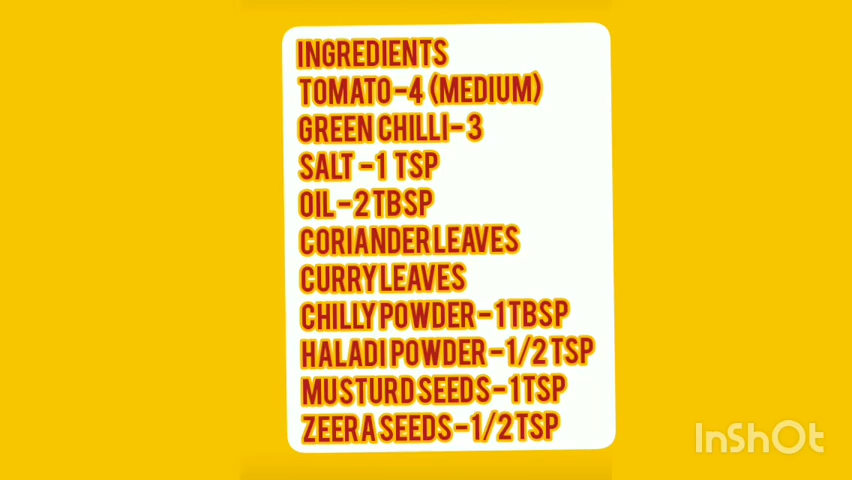 INGREDIENTS
TOMATO-4 (MEDIUM)
GREEN CHILLI-3
SALT -1 TSP
OIL-2TBSP
CORIANDER LEAVES
CURRY LEAVES
CHILLY POWDER-1TBSP
HALADI POWDER-1/2 TSP
MUSTURD SEEDS-1TSP
ZEERA SEEDS-1/2 TSP
InShOt